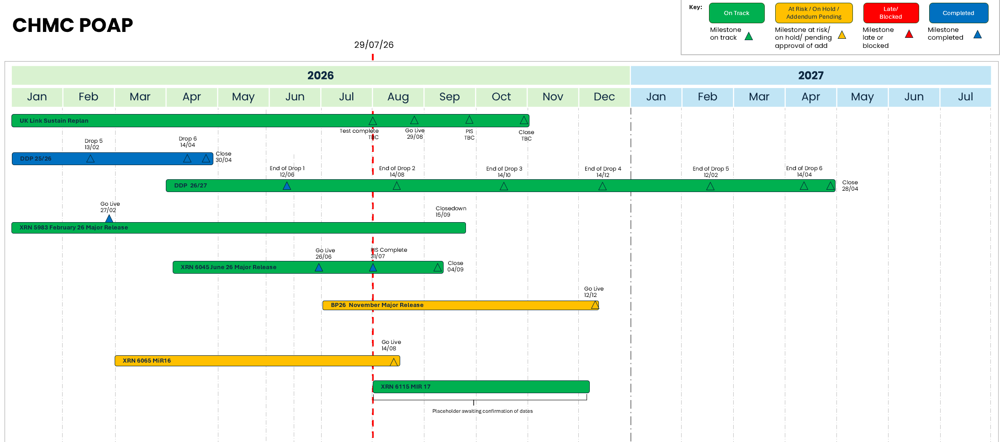 CHMC POAP
Key:
On Track
At Risk / On Hold /
Addendum Pending
Late/
Blocked
Completed
Milestone
on track
Milestone at risk/
on hold/ pending
approval of add
Milestone
late or
blocked
Milestone
completed
29/07/26
2026
2027
Jan
Feb
Mar
Apr
May
Jun
Jul
Aug
Sep
Oct
Nov
Dec
Jan
Feb
Mar
Apr
May
Jun
Jul
UK Link Sustain Replan
Test complete
TBC
Go Live
29/08
PIS
TBC
Close
TBC
Drop 5
13/02
Drop 6
14/04
DDP 25/26
Close
30/04
End of Drop 1
12/06
End of Drop 2
14/08
End of Drop 3
14/10
End of Drop 4
14/12
End of Drop 5
12/02
End of Drop 6
14/04
DDP  26/27
Close
28/04
Go Live
27/02
Closedown
15/09
XRN 5983 February 26 Major Release
Go Live
26/06
PIS Complete
31/07
XRN 6045 June 26 Major Release
Close
04/09
Go Live
12/12
BP26  November Major Release
Go Live
14/08
XRN 6065 MiR16
XRN 6115 MIR 17
Placeholder awaiting confirmation of dates